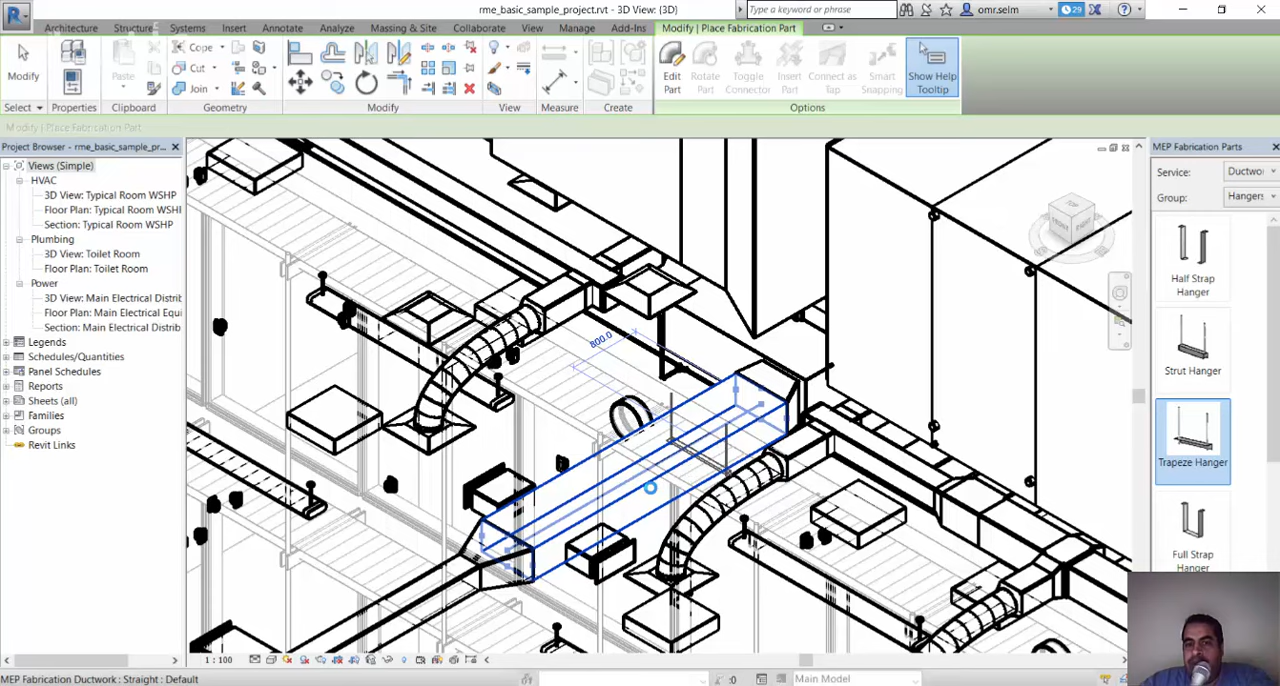 rme_basic_sample_project.rvt - 3D View: {3D}
Type a keyword or phrase
omr.selm
29
Architecture Structure Systems Insert Annotate Analyze Massing & Site Collaborate View Manage Add-Ins Modify | Place Fabrication Part
Modify
Paste
Cope
Cut
Join
Edit Part
Rotate Part
Toggle Connector
Insert Part
Connect as Tap
Smart Snapping
Show Help Tooltip
Select Properties Clipboard Geometry Modify View Measure Create Options
Modify | Place Fabrication Part
Project Browser - rme_basic_sample_pr...
Views (Simple)
HVAC
3D View: Typical Room WSHP
Floor Plan: Typical Room WSHI
Section: Typical Room WSHP
Plumbing
3D View: Toilet Room
Floor Plan: Toilet Room
Power
3D View: Main Electrical Distrib
Floor Plan: Main Electrical Equi
Section: Main Electrical Distrib
Legends
Schedules/Quantities
Panel Schedules
Reports
Sheets (all)
Families
Groups
Revit Links
800.0
TOP
FRONT
RIGHT
MEP Fabrication Parts
Service: Ductwo
Group: Hangers
Half Strap Hanger
Strut Hanger
Trapeze Hanger
Full Strap Hanger
1 : 100
MEP Fabrication Ductwork : Straight : Default
:0
Main Model